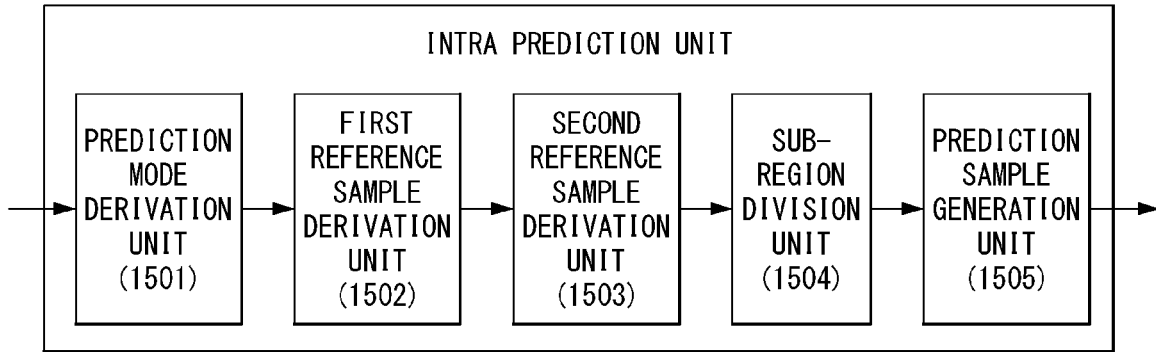 INTRA PREDICTION UNIT
PREDICTION
MODE
DERIVATION
UNIT
(1501)
FIRST
REFERENCE
SAMPLE
DERIVATION
UNIT
(1502)
SECOND
REFERENCE
SAMPLE
DERIVATION
UNIT
(1503)
SUB-
REGION
DIVISION
UNIT
(1504)
PREDICTION
SAMPLE
GENERATION
UNIT
(1505)